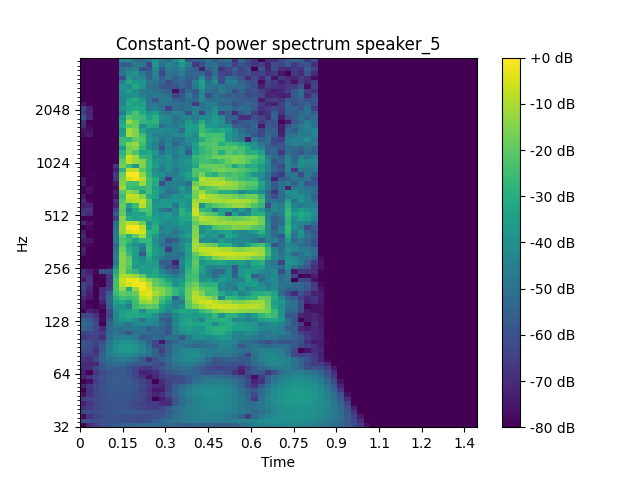 Constant-Q power spectrum speaker_5
Hz
2048
1024
512
256
128
64
32
0 0.15 0.3 0.45 0.6 0.75 0.9 1.1 1.2 1.4
Time
+0 dB
-10 dB
-20 dB
-30 dB
-40 dB
-50 dB
-60 dB
-70 dB
-80 dB